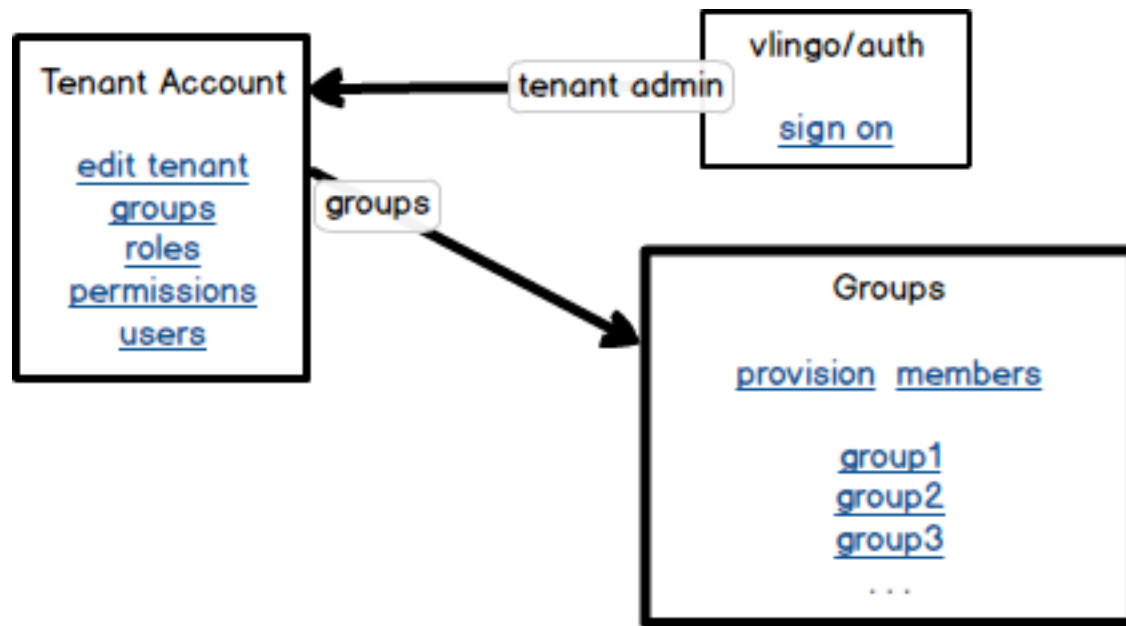 Tenant Account
edit tenant
groups
roles
permissions
users
tenant admin
vlingo/auth
sign on
groups
Groups
provision members
group1
group2
group3
. . .